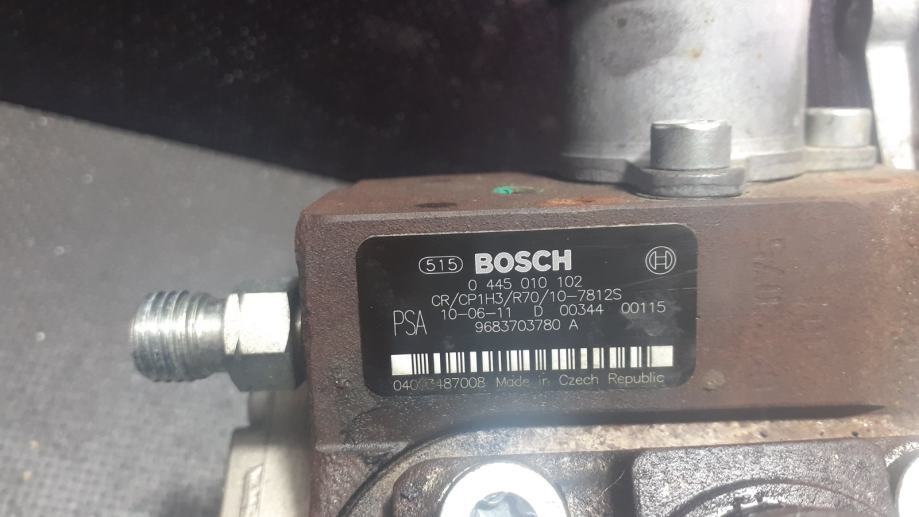 515 BOSCH
0 445 010 102
CR/CP1H3/R70/10-7812S
PSA 10-06-11 D 00344 00115
9683703780 A
Made in Czech Republic